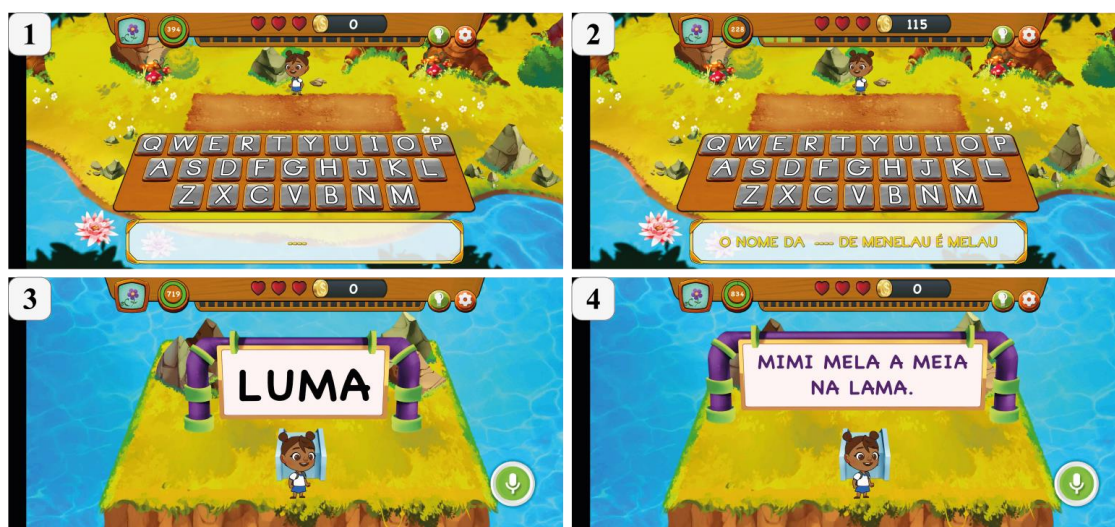 1
394
0
Q W E R T Y U I O P
A S D F G H J K L
Z X C V B N M
----
2
228
115
Q W E R T Y U I O P
A S D F G H J K L
Z X C V B N M
O NOME DA ---- DE MENELAU É MELAU
3
719
0
LUMA
4
834
0
MIMI MELA A MEIA
NA LAMA.